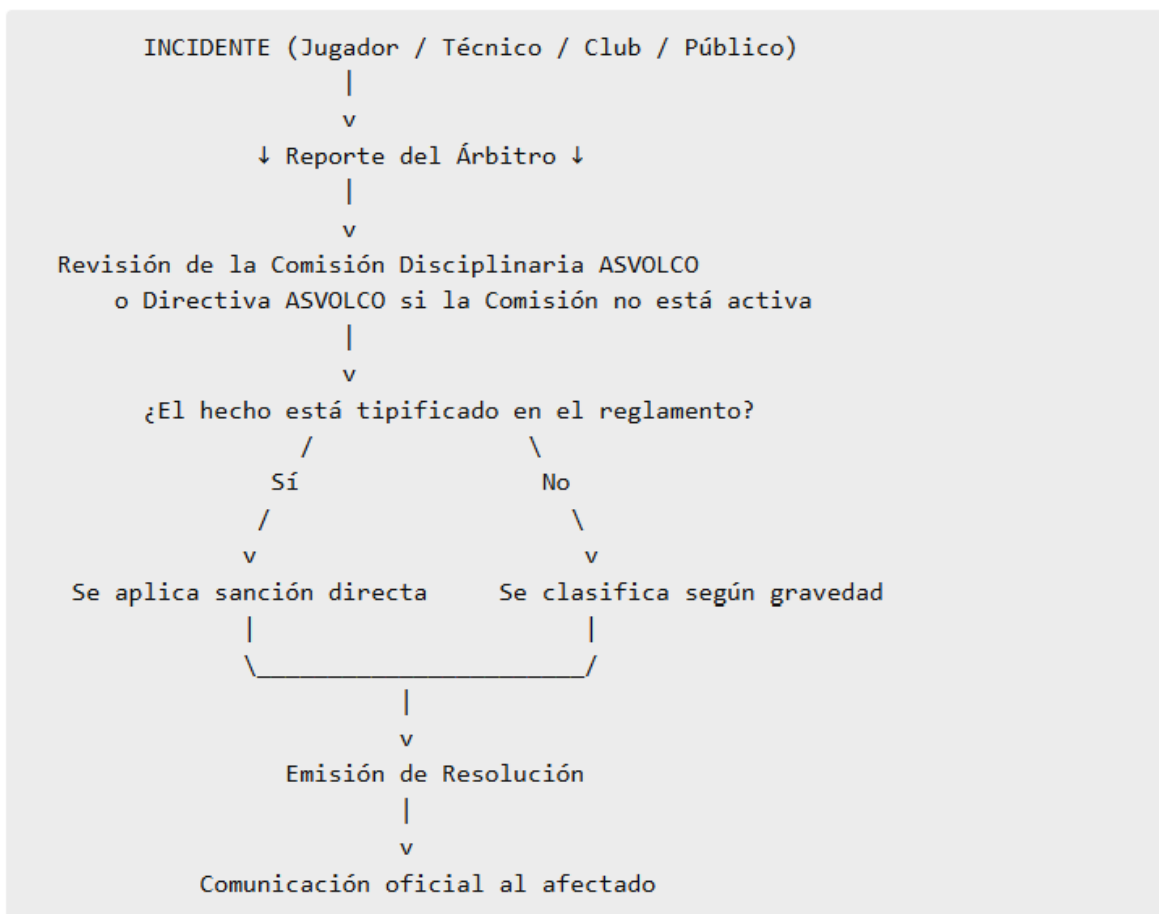 INCIDENTE (Jugador / Técnico / Club / Público)
|
v
↓ Reporte del Árbitro ↓
|
v
Revisión de la Comisión Disciplinaria ASVOLCO
o Directiva ASVOLCO si la Comisión no está activa
|
v
¿El hecho está tipificado en el reglamento?
/ \
Sí No
/ \
v v
Se aplica sanción directa Se clasifica según gravedad
| |
\_______________________/
|
v
Emisión de Resolución
|
v
Comunicación oficial al afectado